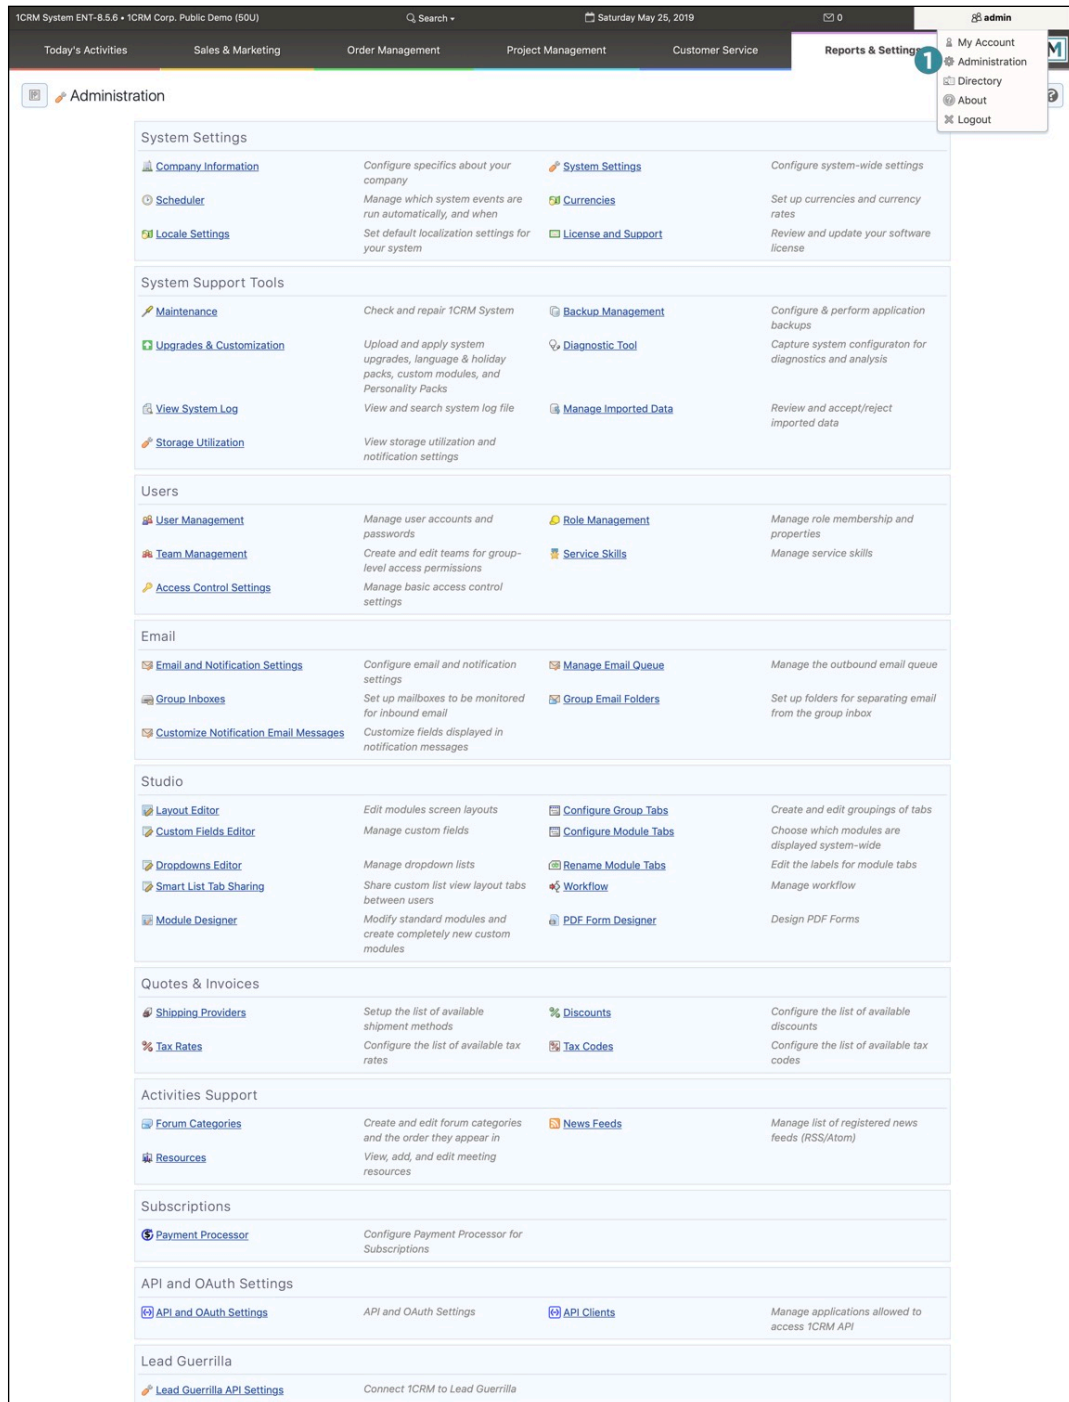 1CRM System ENT-8.5.6 • 1CRM Corp. Public Demo (50U)
Search
Saturday May 25, 2019
0
admin
Today's Activities
Sales & Marketing
Order Management
Project Management
Customer Service
Reports & Settings
M
My Account
1
Administration
Directory
About
Logout
Administration
System Settings
Company Information
Configure specifics about your
company
System Settings
Configure system-wide settings
Scheduler
Manage which system events are
run automatically, and when
Currencies
Set up currencies and currency
rates
Locale Settings
Set default localization settings for
your system
License and Support
Review and update your software
license
System Support Tools
Maintenance
Check and repair 1CRM System
Backup Management
Configure & perform application
backups
Upgrades & Customization
Upload and apply system
upgrades, language & holiday
packs, custom modules, and
Personality Packs
Diagnostic Tool
Capture system configuraton for
diagnostics and analysis
View System Log
View and search system log file
Manage Imported Data
Review and accept/reject
imported data
Storage Utilization
View storage utilization and
notification settings
Users
User Management
Manage user accounts and
passwords
Role Management
Manage role membership and
properties
Team Management
Create and edit teams for group-
level access permissions
Service Skills
Manage service skills
Access Control Settings
Manage basic access control
settings
Email
Email and Notification Settings
Configure email and notification
settings
Manage Email Queue
Manage the outbound email queue
Group Inboxes
Set up mailboxes to be monitored
for inbound email
Group Email Folders
Set up folders for separating email
from the group inbox
Customize Notification Email Messages
Customize fields displayed in
notification messages
Studio
Layout Editor
Edit modules screen layouts
Configure Group Tabs
Create and edit groupings of tabs
Custom Fields Editor
Manage custom fields
Configure Module Tabs
Choose which modules are
displayed system-wide
Dropdowns Editor
Manage dropdown lists
Rename Module Tabs
Edit the labels for module tabs
Smart List Tab Sharing
Share custom list view layout tabs
between users
Workflow
Manage workflow
Module Designer
Modify standard modules and
create completely new custom
modules
PDF Form Designer
Design PDF Forms
Quotes & Invoices
Shipping Providers
Setup the list of available
shipment methods
Discounts
Configure the list of available
discounts
Tax Rates
Configure the list of available tax
rates
Tax Codes
Configure the list of available tax
codes
Activities Support
Forum Categories
Create and edit forum categories
and the order they appear in
News Feeds
Manage list of registered news
feeds (RSS/Atom)
Resources
View, add, and edit meeting
resources
Subscriptions
Payment Processor
Configure Payment Processor for
Subscriptions
API and OAuth Settings
API and OAuth Settings
API and OAuth Settings
API Clients
Manage applications allowed to
access 1CRM API
Lead Guerrilla
Lead Guerrilla API Settings
Connect 1CRM to Lead Guerrilla